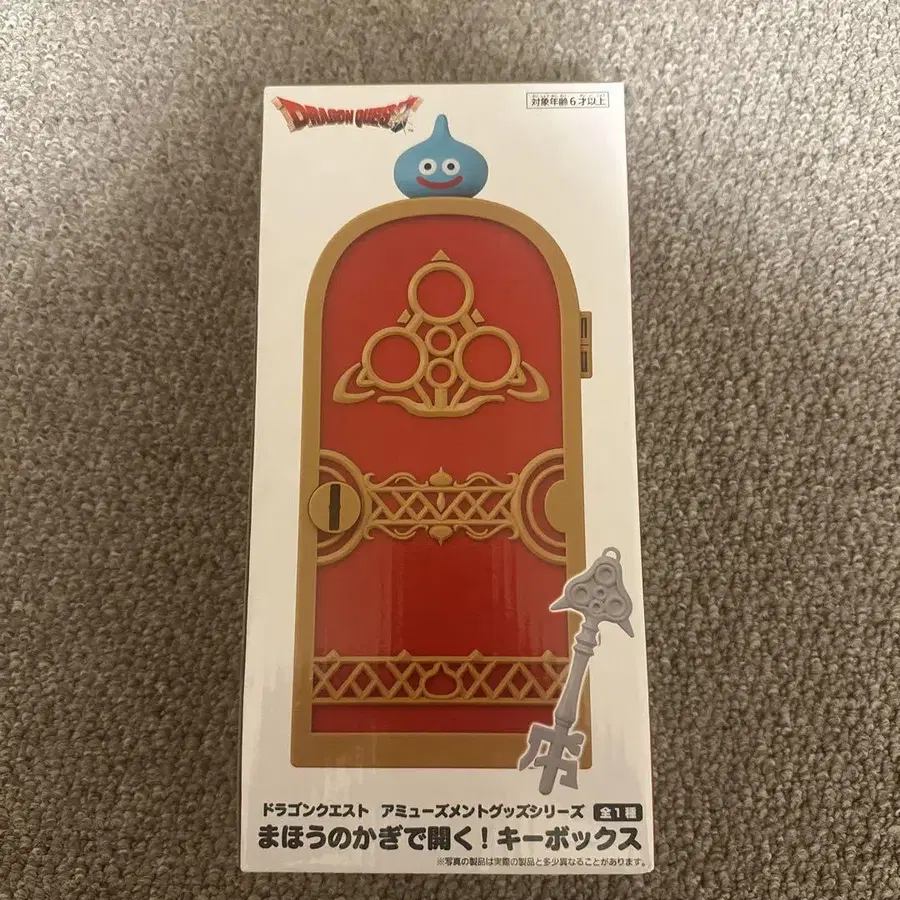 DRAGON QUEST
TM
対象年齢6才以上
ドラゴンクエスト アミューズメントグッズシリーズ 全1種
まほうのかぎで開く!キーボックス
※写真の製品は実際の製品と多少異なることがあります。